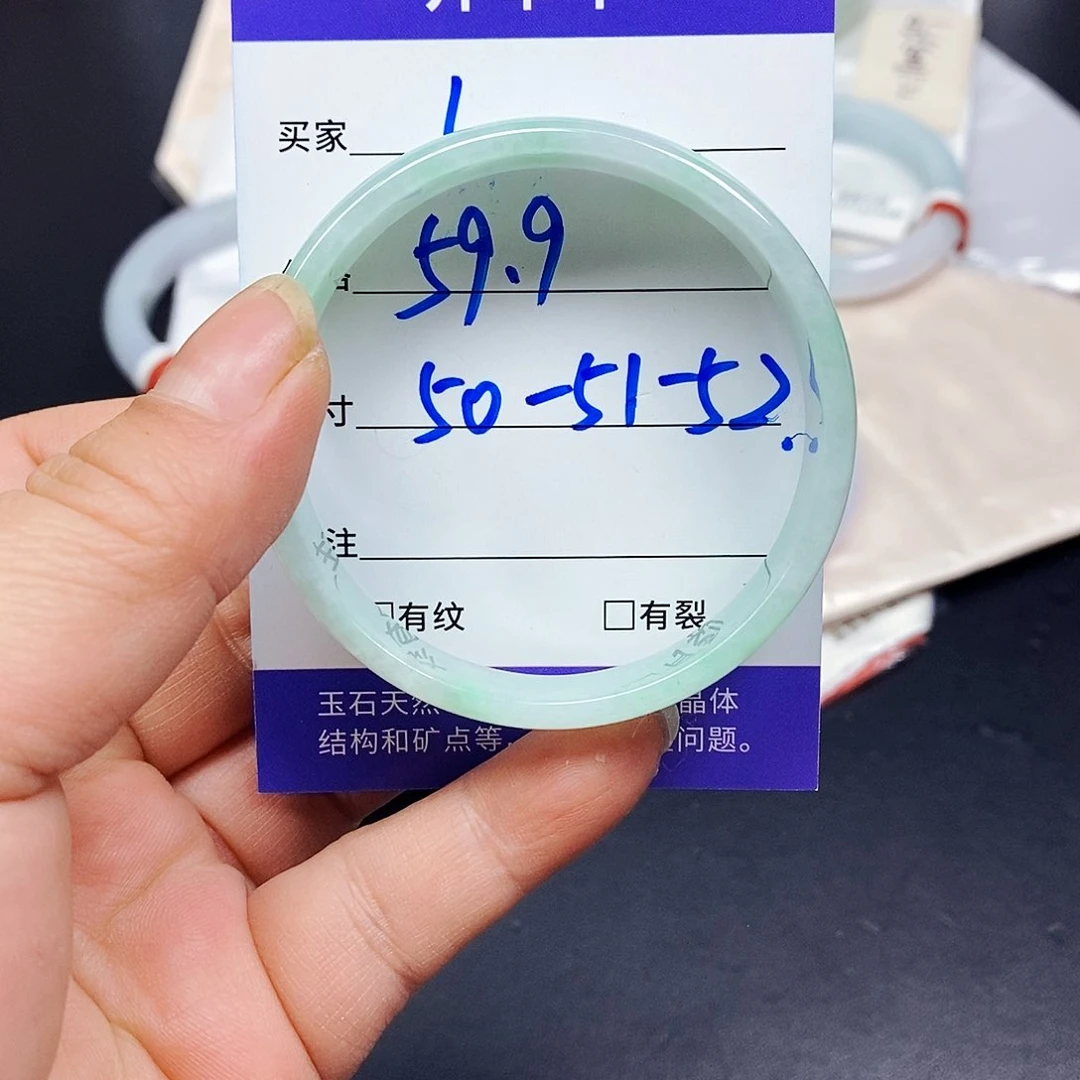 买家 1
59.9
寸 50-51-52
注
□有纹 □有裂
玉石天然 晶体
结构和矿点等, 问题。